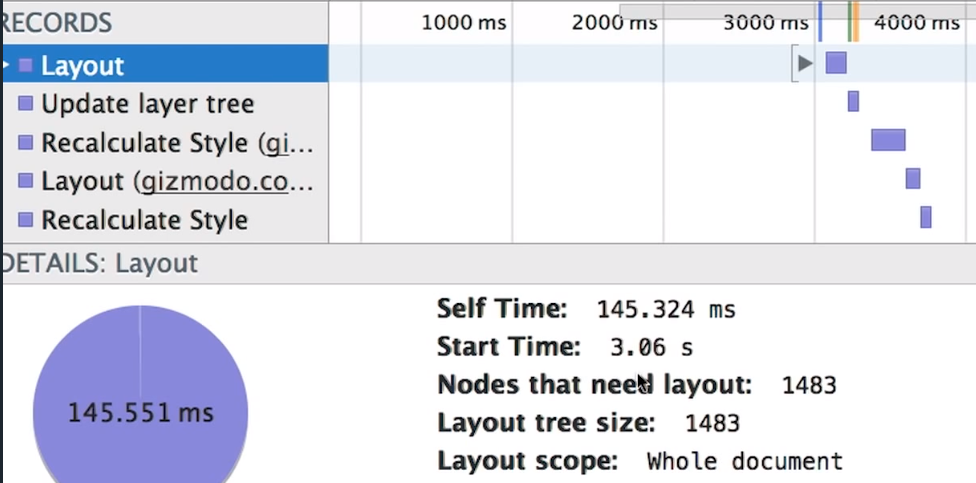 RECORDS 1000 ms 2000 ms 3000 ms 4000 ms
Layout
Update layer tree
Recalculate Style (gi...
Layout (gizmodo.co...
Recalculate Style
DETAILS: Layout
Self Time: 145.324 ms
Start Time: 3.06 s
Nodes that need layout: 1483
145.551 ms
Layout tree size: 1483
Layout scope: Whole document